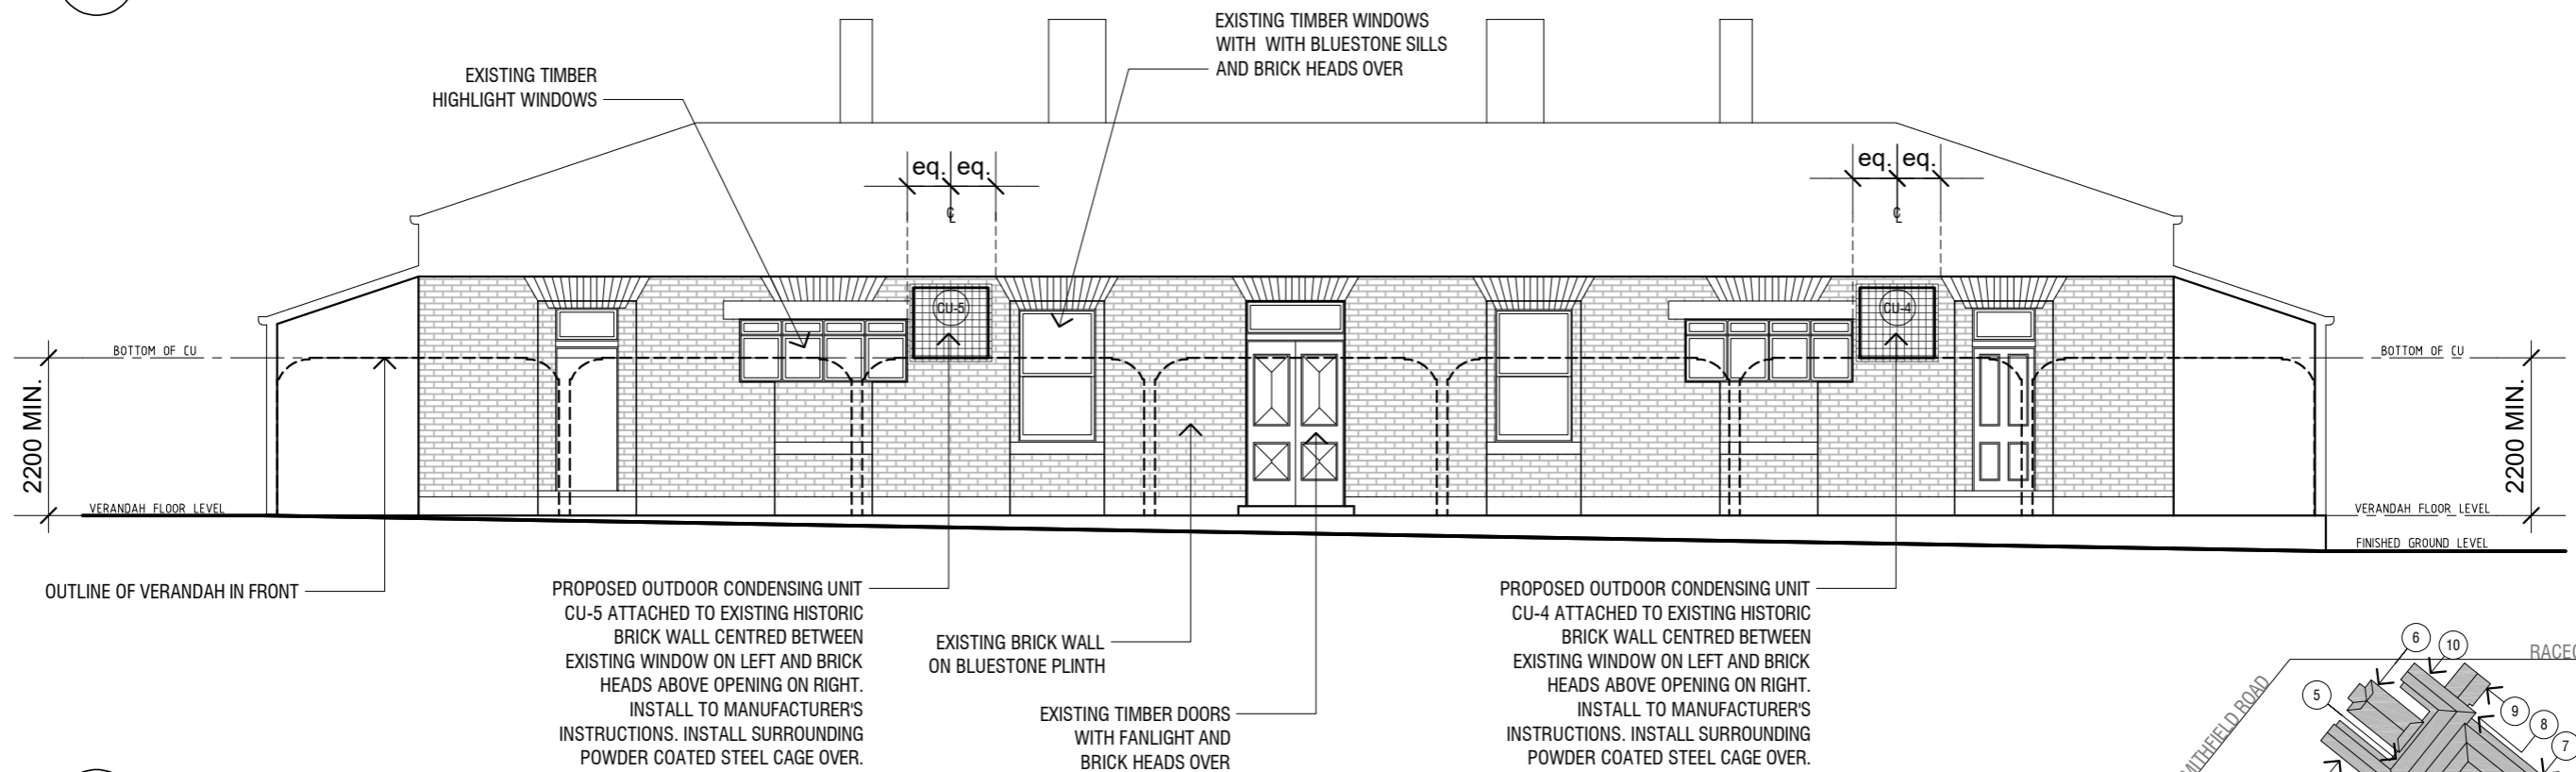 EXISTING TIMBER WINDOWS
WITH WITH BLUESTONE SILLS
AND BRICK HEADS OVER
EXISTING TIMBER
HIGHLIGHT WINDOWS
eq. eq.
℄
eq. eq.
℄
CU-5
CU-4
BOTTOM OF CU
BOTTOM OF CU
2200 MIN.
2200 MIN.
VERANDAH FLOOR LEVEL
VERANDAH FLOOR LEVEL
FINISHED GROUND LEVEL
OUTLINE OF VERANDAH IN FRONT
PROPOSED OUTDOOR CONDENSING UNIT
CU-5 ATTACHED TO EXISTING HISTORIC
BRICK WALL CENTRED BETWEEN
EXISTING WINDOW ON LEFT AND BRICK
HEADS ABOVE OPENING ON RIGHT.
INSTALL TO MANUFACTURER'S
INSTRUCTIONS. INSTALL SURROUNDING
POWDER COATED STEEL CAGE OVER.
EXISTING BRICK WALL
ON BLUESTONE PLINTH
EXISTING TIMBER DOORS
WITH FANLIGHT AND
BRICK HEADS OVER
PROPOSED OUTDOOR CONDENSING UNIT
CU-4 ATTACHED TO EXISTING HISTORIC
BRICK WALL CENTRED BETWEEN
EXISTING WINDOW ON LEFT AND BRICK
HEADS ABOVE OPENING ON RIGHT.
INSTALL TO MANUFACTURER'S
INSTRUCTIONS. INSTALL SURROUNDING
POWDER COATED STEEL CAGE OVER.
6
10
5
9
8
7
MITHFIELD ROAD